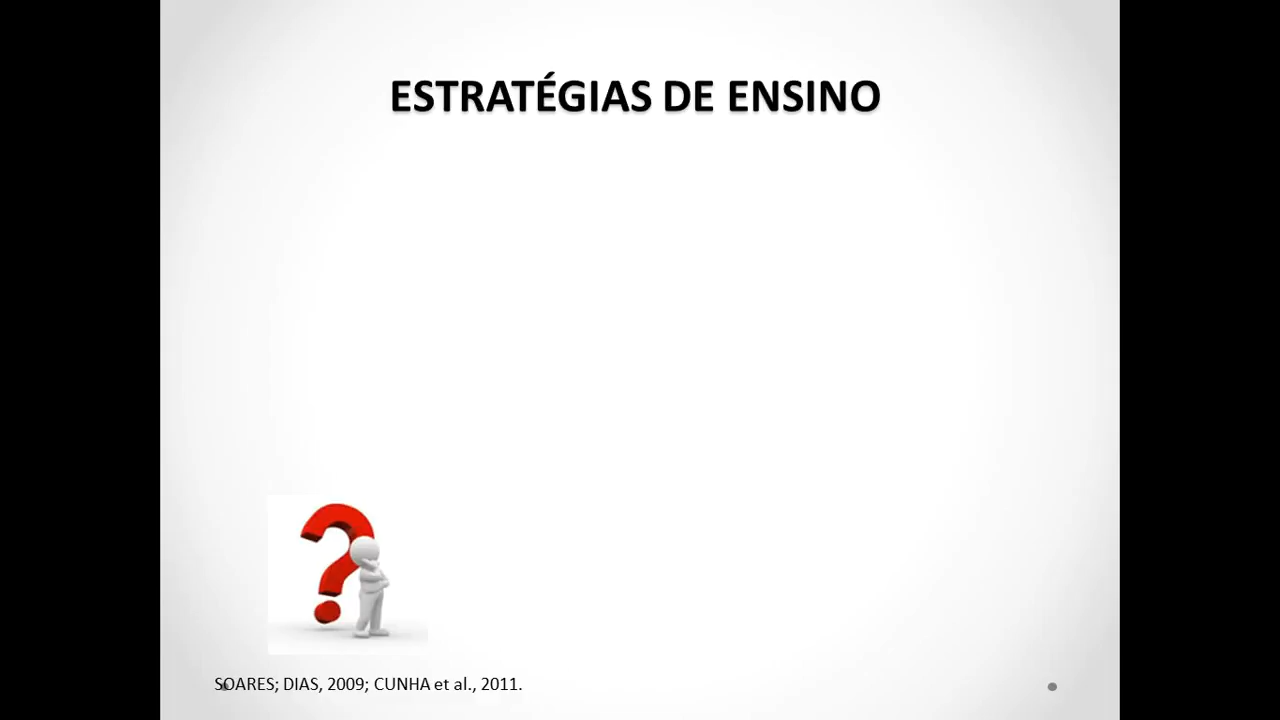 ESTRATÉGIAS DE ENSINO
SOARES; DIAS, 2009; CUNHA et al., 2011.